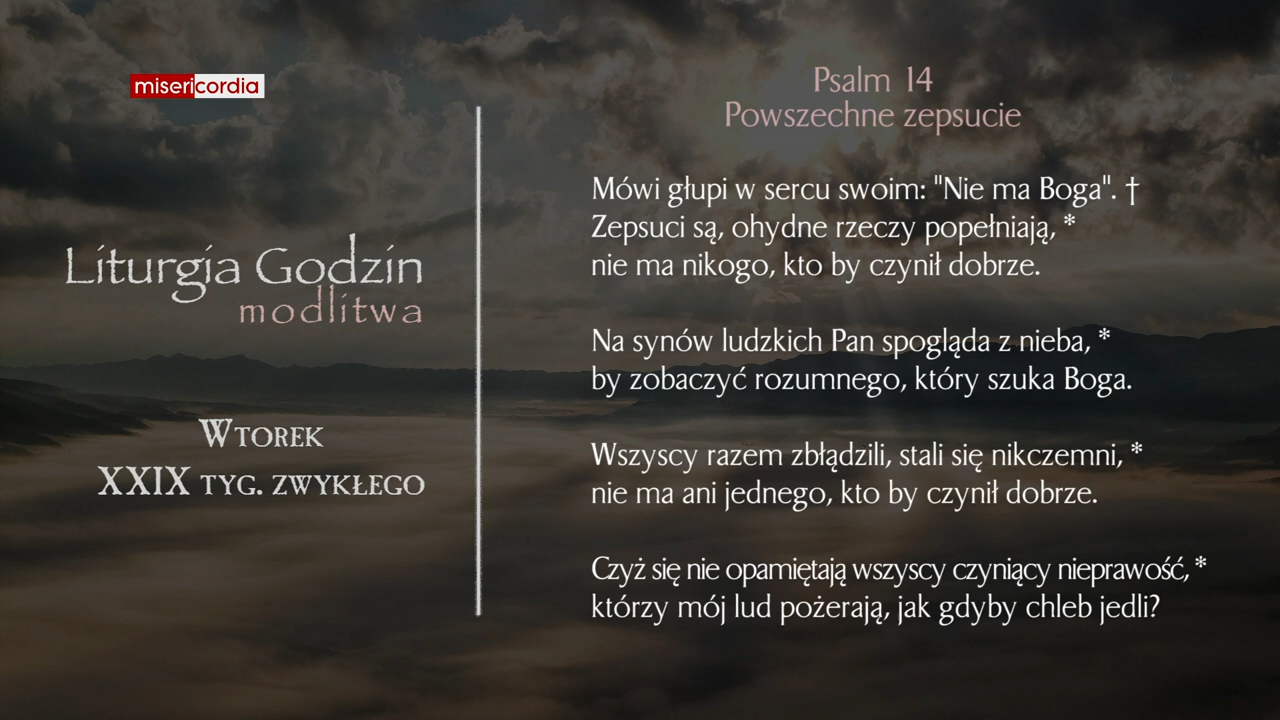 misericordia
Liturgia Godzin
modlitwa
Wtorek
XXIX tyg. zwykłego
Psalm 14
Powszechne zepsucie
Mówi głupi w sercu swoim: "Nie ma Boga". †
Zepsuci są, ohydne rzeczy popełniają, *
nie ma nikogo, kto by czynił dobrze.
Na synów ludzkich Pan spogląda z nieba, *
by zobaczyć rozumnego, który szuka Boga.
Wszyscy razem zbłądzili, stali się nikczemni, *
nie ma ani jednego, kto by czynił dobrze.
Czyż się nie opamiętają wszyscy czyniący nieprawość, *
którzy mój lud pożerają, jak gdyby chleb jedli?